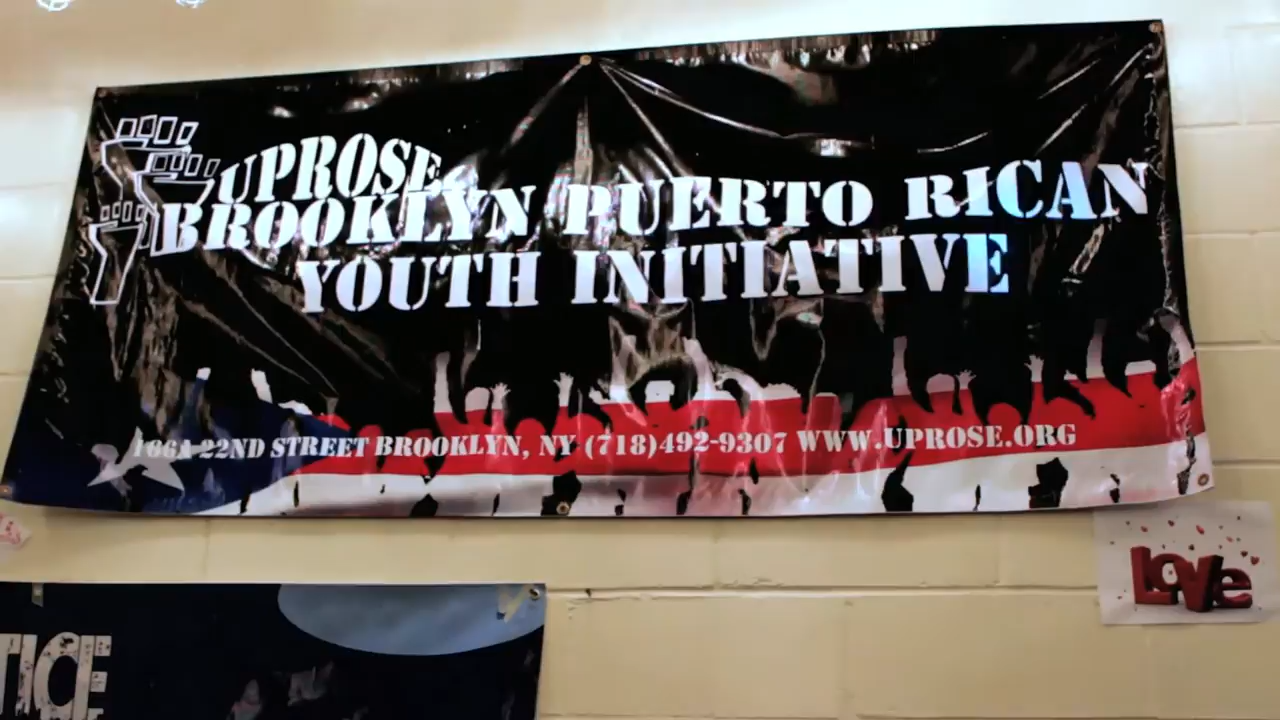 UPROSE
BROOKLYN PUERTO RICAN
YOUTH INITIATIVE
166A 22ND STREET BROOKLYN, NY (718)492-9307 WWW.UPROSE.ORG
LOVe
TICE